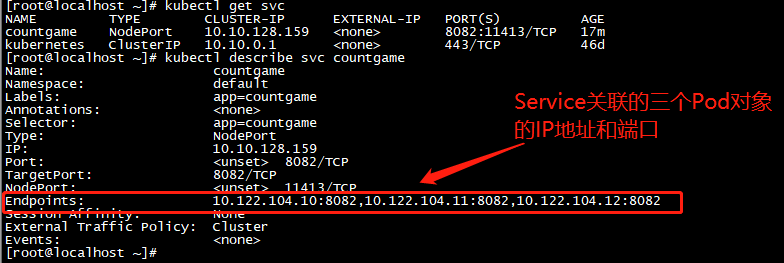 [root@localhost ~]# kubectl get svc
NAME TYPE CLUSTER-IP EXTERNAL-IP PORT(S) AGE
countgame NodePort 10.10.128.159 <none> 8082:11413/TCP 17m
kubernetes ClusterIP 10.10.0.1 <none> 443/TCP 46d
[root@localhost ~]# kubectl describe svc countgame
Name: countgame
Namespace: default
Labels: app=countgame
Annotations: <none>
Selector: app=countgame
Type: NodePort
IP: 10.10.128.159
Port: <unset> 8082/TCP
TargetPort: 8082/TCP
NodePort: <unset> 11413/TCP
Endpoints: 10.122.104.10:8082,10.122.104.11:8082,10.122.104.12:8082
Session Affinity: None
External Traffic Policy: Cluster
Events: <none>
[root@localhost ~]#
Service关联的三个Pod对象
的IP地址和端口